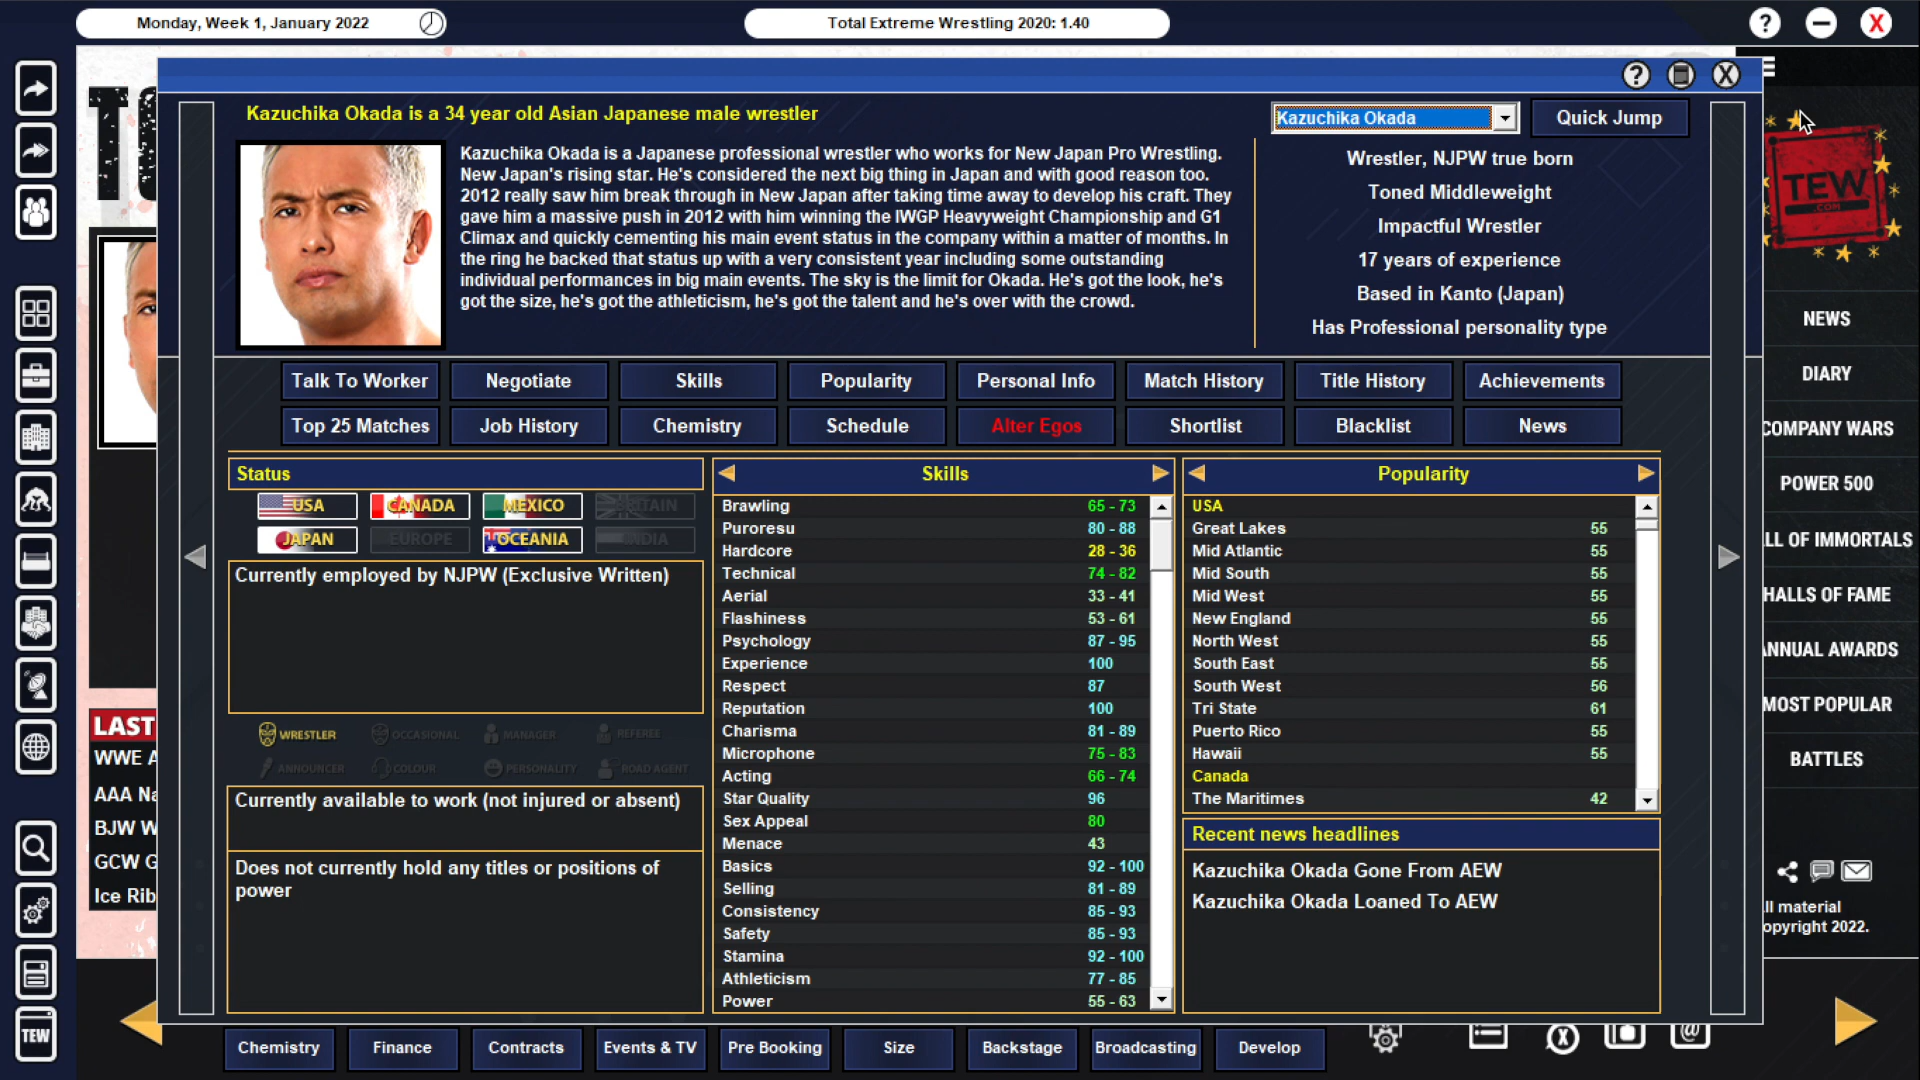 Monday, Week 1, January 2022
Total Extreme Wrestling 2020: 1.40
?
X
?
X
Kazuchika Okada is a 34 year old Asian Japanese male wrestler
Kazuchika Okada
Quick Jump
Kazuchika Okada is a Japanese professional wrestler who works for New Japan Pro Wrestling.
New Japan's rising star. He's considered the next big thing in Japan and with good reason too.
2012 really saw him break through in New Japan after taking time away to develop his craft. They
gave him a massive push in 2012 with him winning the IWGP Heavyweight Championship and G1
Climax and quickly cementing his main event status in the company within a matter of months. In
the ring he backed that status up with a very consistent year including some outstanding
individual performances in big main events. The sky is the limit for Okada. He's got the look, he's
got the size, he's got the athleticism, he's got the talent and he's over with the crowd.
Wrestler, NJPW true born
Toned Middleweight
Impactful Wrestler
17 years of experience
Based in Kanto (Japan)
Has Professional personality type
TEW
.COM
NEWS
DIARY
COMPANY WARS
POWER 500
LL OF IMMORTALS
HALLS OF FAME
ANNUAL AWARDS
MOST POPULAR
BATTLES
ll material
opyright 2022.
Talk To Worker
Negotiate
Skills
Popularity
Personal Info
Match History
Title History
Achievements
Top 25 Matches
Job History
Chemistry
Schedule
Alter Egos
Shortlist
Blacklist
News
Status
USA
CANADA
MEXICO
BRITAIN
JAPAN
EUROPE
OCEANIA
INDIA
Currently employed by NJPW (Exclusive Written)
WRESTLER
OCCASIONAL
MANAGER
REFEREE
ANNOUNCER
COLOUR
PERSONALITY
ROAD AGENT
Currently available to work (not injured or absent)
Does not currently hold any titles or positions of
power
Skills
Brawling 65 - 73
Puroresu 80 - 88
Hardcore 28 - 36
Technical 74 - 82
Aerial 33 - 41
Flashiness 53 - 61
Psychology 87 - 95
Experience 100
Respect 87
Reputation 100
Charisma 81 - 89
Microphone 75 - 83
Acting 66 - 74
Star Quality 96
Sex Appeal 80
Menace 43
Basics 92 - 100
Selling 81 - 89
Consistency 85 - 93
Safety 85 - 93
Stamina 92 - 100
Athleticism 77 - 85
Power 55 - 63
Popularity
USA
Great Lakes 55
Mid Atlantic 55
Mid South 55
Mid West 55
New England 55
North West 55
South East 55
South West 56
Tri State 61
Puerto Rico 55
Hawaii 55
Canada
The Maritimes 42
Recent news headlines
Kazuchika Okada Gone From AEW
Kazuchika Okada Loaned To AEW
LAST
WWE A
AAA Na
BJW W
GCW G
Ice Rib
TEW
Chemistry
Finance
Contracts
Events & TV
Pre Booking
Size
Backstage
Broadcasting
Develop
X
@